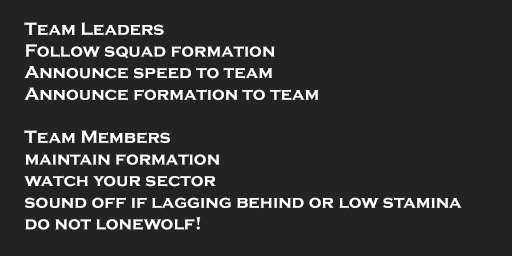 Team Leaders
Follow squad formation
Announce speed to team
Announce formation to team
Team Members
maintain formation
watch your sector
sound off if lagging behind or low stamina
do not lonewolf!